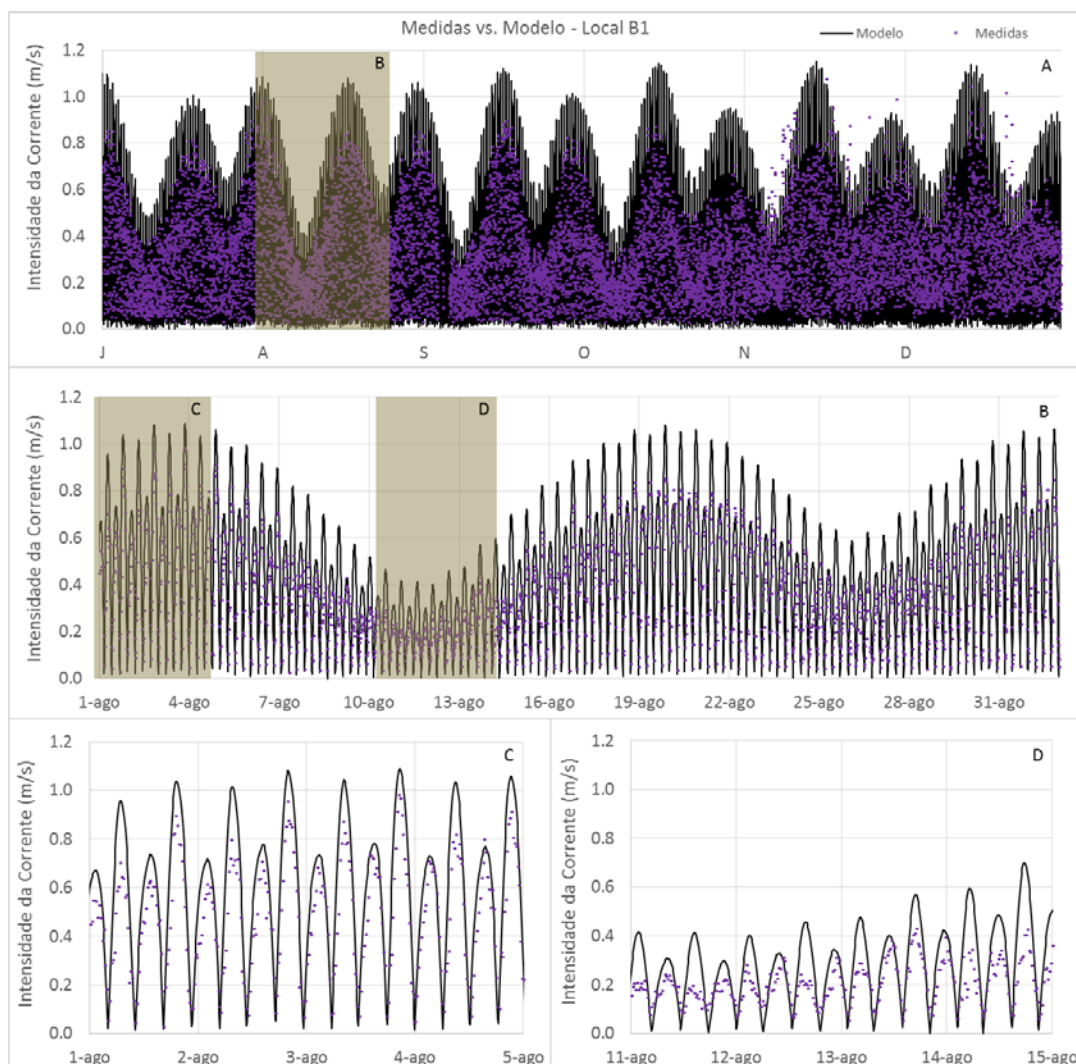 Medidas vs. Modelo - Local B1
Modelo
Medidas
Intensidade da Corrente (m/s)
1.2
1.0
0.8
0.6
0.4
0.2
0.0
B
A
J
A
S
O
N
D
Intensidade da Corrente (m/s)
1.2
1.0
0.8
0.6
0.4
0.2
0.0
C
D
B
1-ago
4-ago
7-ago
10-ago
13-ago
16-ago
19-ago
22-ago
25-ago
28-ago
31-ago
Intensidade da Corrente (m/s)
1.2
1.0
0.8
0.6
0.4
0.2
0.0
C
1-ago
2-ago
3-ago
4-ago
5-ago
Intensidade da Corrente (m/s)
1.2
1.0
0.8
0.6
0.4
0.2
0.0
D
11-ago
12-ago
13-ago
14-ago
15-ago